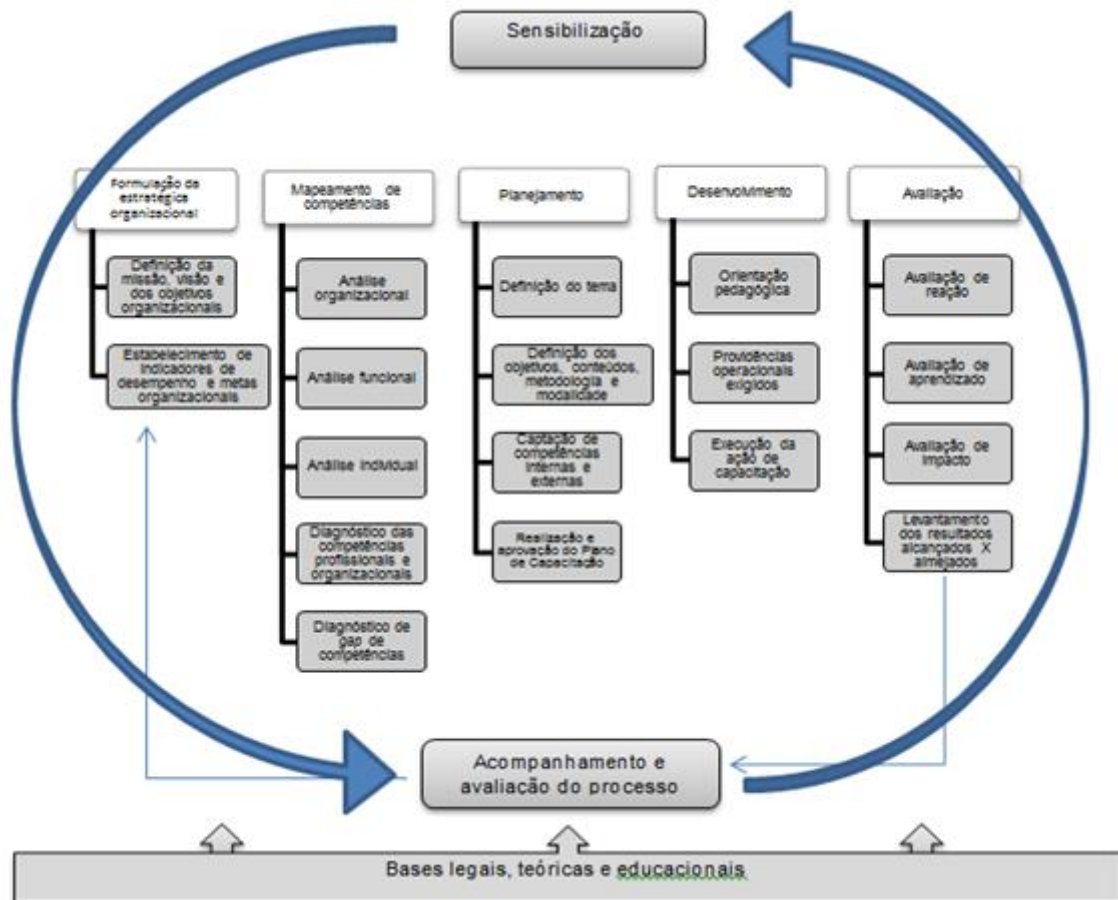 Sensibilização
Formulação da
estratégica
organizacional
Definição da
missão, visão e
dos objetivos
organizacionais
Estabelecimento de
indicadores de
desempenho e metas
organizacionais
Mapeamento de
competências
Análise
organizacional
Análise funcional
Análise individual
Diagnóstico das
competências
profissionais e
organizacionais
Diagnóstico de
gap de
competências
Planejamento
Definição do tema
Definição dos
objetivos, conteúdos,
metodologia e
modalidade
Captação de
competências
internas e
externas
Realização e
aprovação do Plano
de Capacitação
Desenvolvimento
Orientação
pedagógica
Providências
operacionais
exigidos
Execução da
ação de
capacitação
Avaliação
Avaliação de
reação
Avaliação de
aprendizado
Avaliação de
impacto
Levantamento
dos resultados
alcançados X
almejados
Acompanhamento e
avaliação do processo
Bases legais, teóricas e educacionais